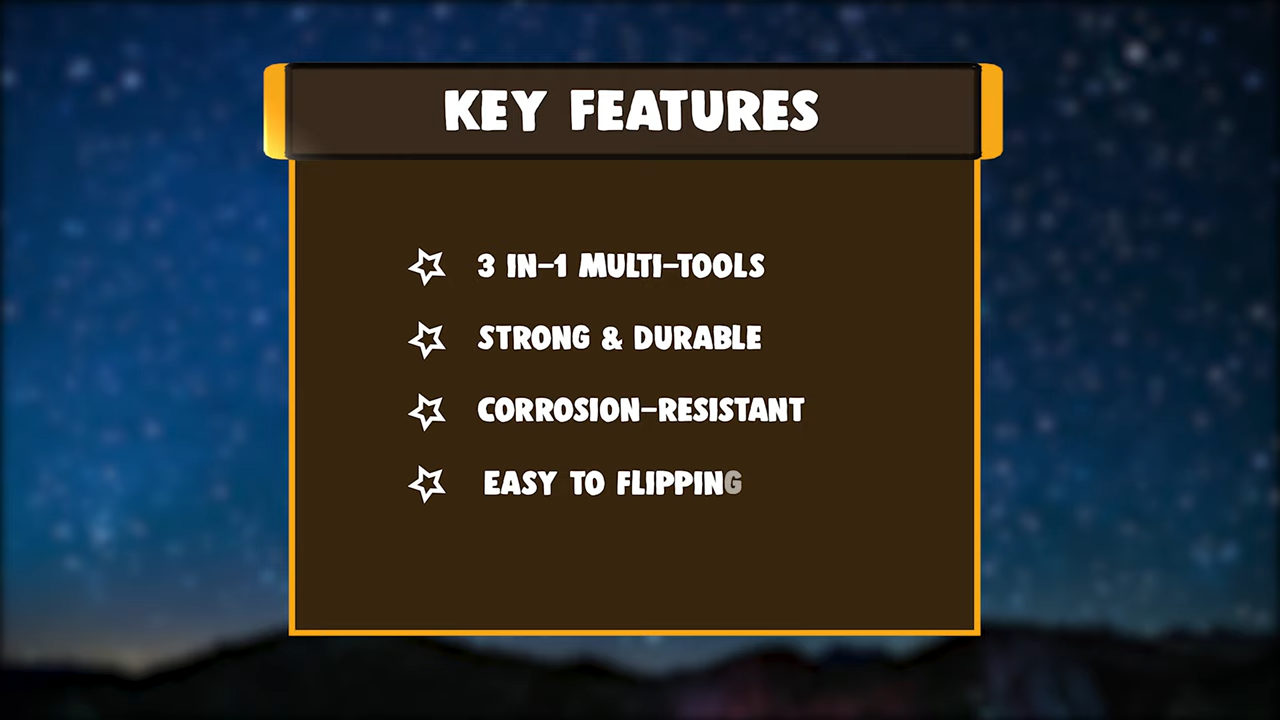 KEY FEATURES
3 IN-1 MULTI-TOOLS
STRONG & DURABLE
CORROSION-RESISTANT
EASY TO FLIPPING